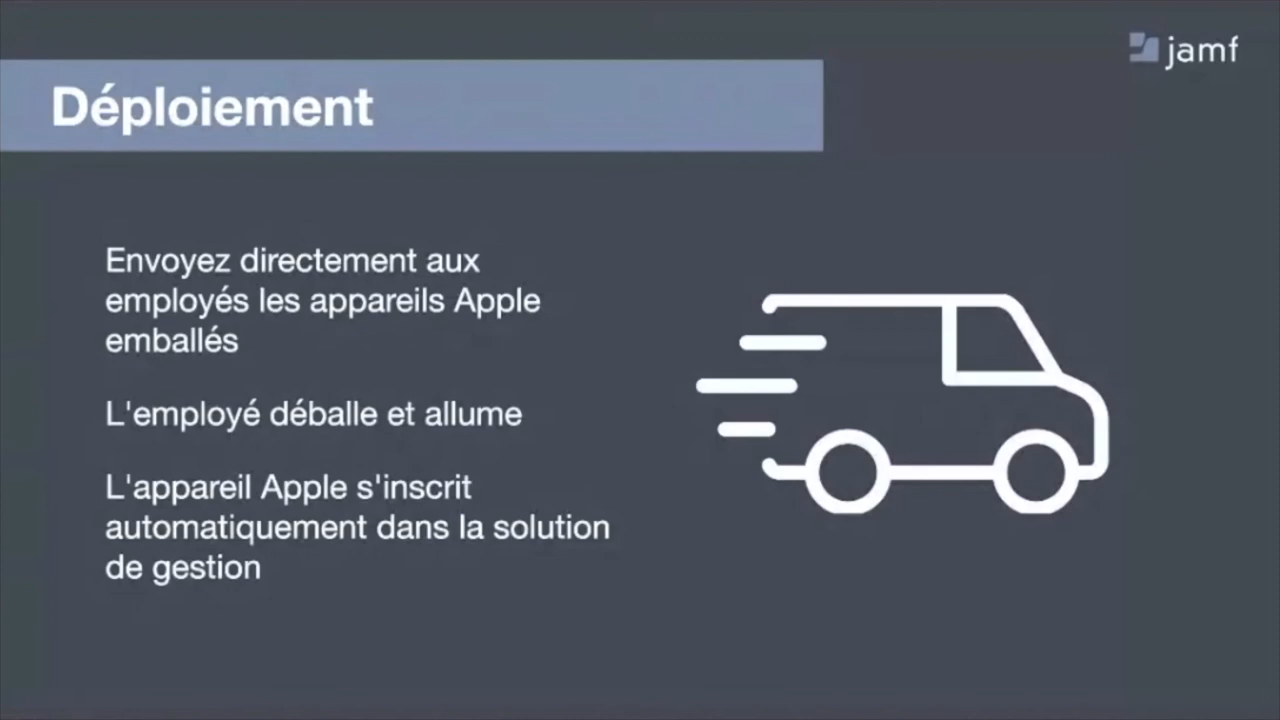 jamf
Déploiement
Envoyez directement aux
employés les appareils Apple
emballés
L'employé déballe et allume
L'appareil Apple s'inscrit
automatiquement dans la solution
de gestion